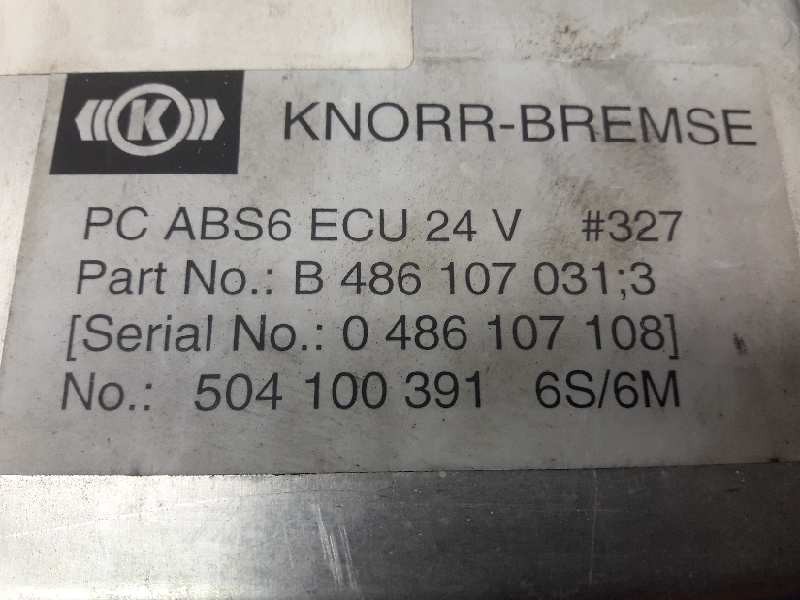 K KNORR-BREMSE
PC ABS6 ECU 24 V #327
Part No.: B 486 107 031;3
[Serial No.: 0 486 107 108]
No.: 504 100 391 6S/6M